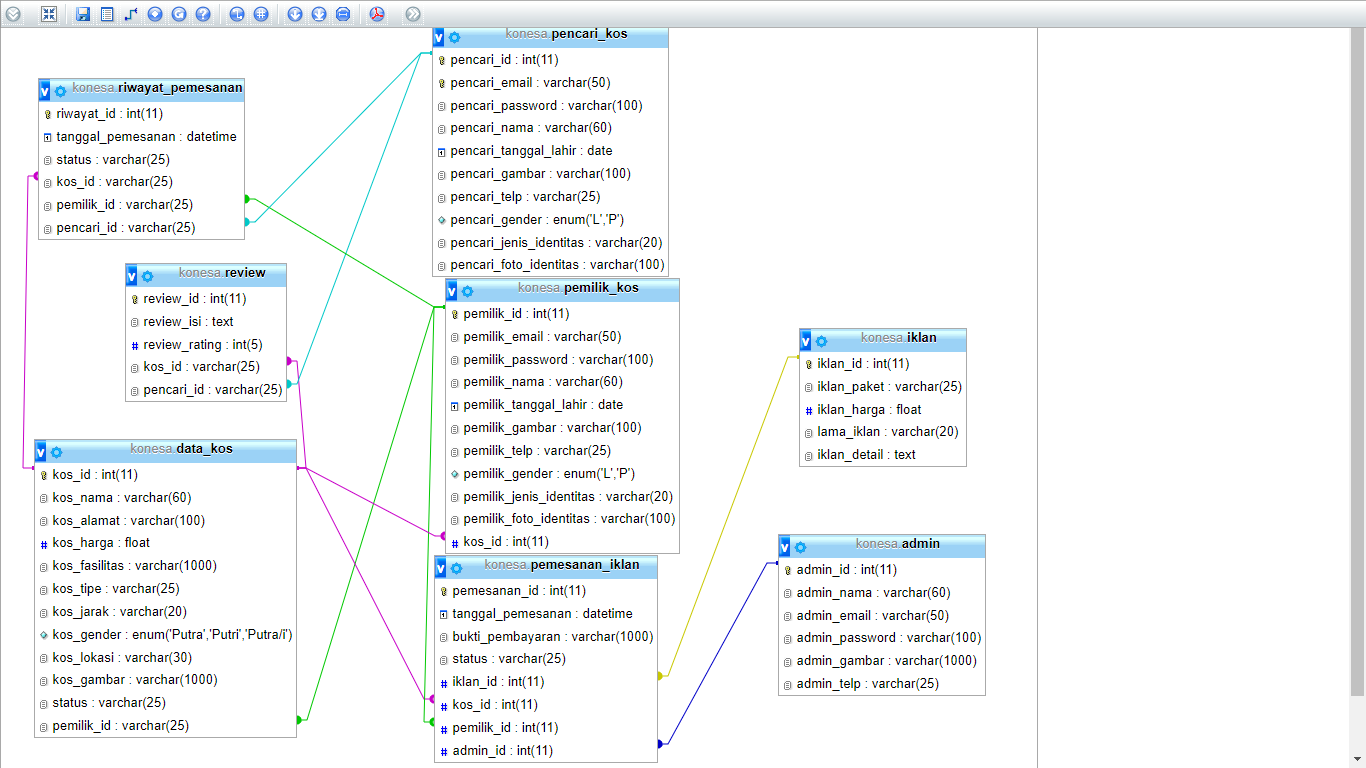 konesa.pencari_kos
pencari_id : int(11)
pencari_email : varchar(50)
pencari_password : varchar(100)
pencari_nama : varchar(60)
pencari_tanggal_lahir : date
pencari_gambar : varchar(100)
pencari_telp : varchar(25)
pencari_gender : enum('L','P')
pencari_jenis_identitas : varchar(20)
pencari_foto_identitas : varchar(100)
konesa.riwayat_pemesanan
riwayat_id : int(11)
tanggal_pemesanan : datetime
status : varchar(25)
kos_id : varchar(25)
pemilik_id : varchar(25)
pencari_id : varchar(25)
konesa.review
review_id : int(11)
review_isi : text
review_rating : int(5)
kos_id : varchar(25)
pencari_id : varchar(25)
konesa.pemilik_kos
pemilik_id : int(11)
pemilik_email : varchar(50)
pemilik_password : varchar(100)
pemilik_nama : varchar(60)
pemilik_tanggal_lahir : date
pemilik_gambar : varchar(100)
pemilik_telp : varchar(25)
pemilik_gender : enum('L','P')
pemilik_jenis_identitas : varchar(20)
pemilik_foto_identitas : varchar(100)
kos_id : int(11)
konesa.iklan
iklan_id : int(11)
iklan_paket : varchar(25)
iklan_harga : float
lama_iklan : varchar(20)
iklan_detail : text
konesa.data_kos
kos_id : int(11)
kos_nama : varchar(60)
kos_alamat : varchar(100)
kos_harga : float
kos_fasilitas : varchar(1000)
kos_tipe : varchar(25)
kos_jarak : varchar(20)
kos_gender : enum('Putra','Putri','Putra/i')
kos_lokasi : varchar(30)
kos_gambar : varchar(1000)
status : varchar(25)
pemilik_id : varchar(25)
konesa.pemesanan_iklan
pemesanan_id : int(11)
tanggal_pemesanan : datetime
bukti_pembayaran : varchar(1000)
status : varchar(25)
iklan_id : int(11)
kos_id : int(11)
pemilik_id : int(11)
admin_id : int(11)
konesa.admin
admin_id : int(11)
admin_nama : varchar(60)
admin_email : varchar(50)
admin_password : varchar(100)
admin_gambar : varchar(1000)
admin_telp : varchar(25)